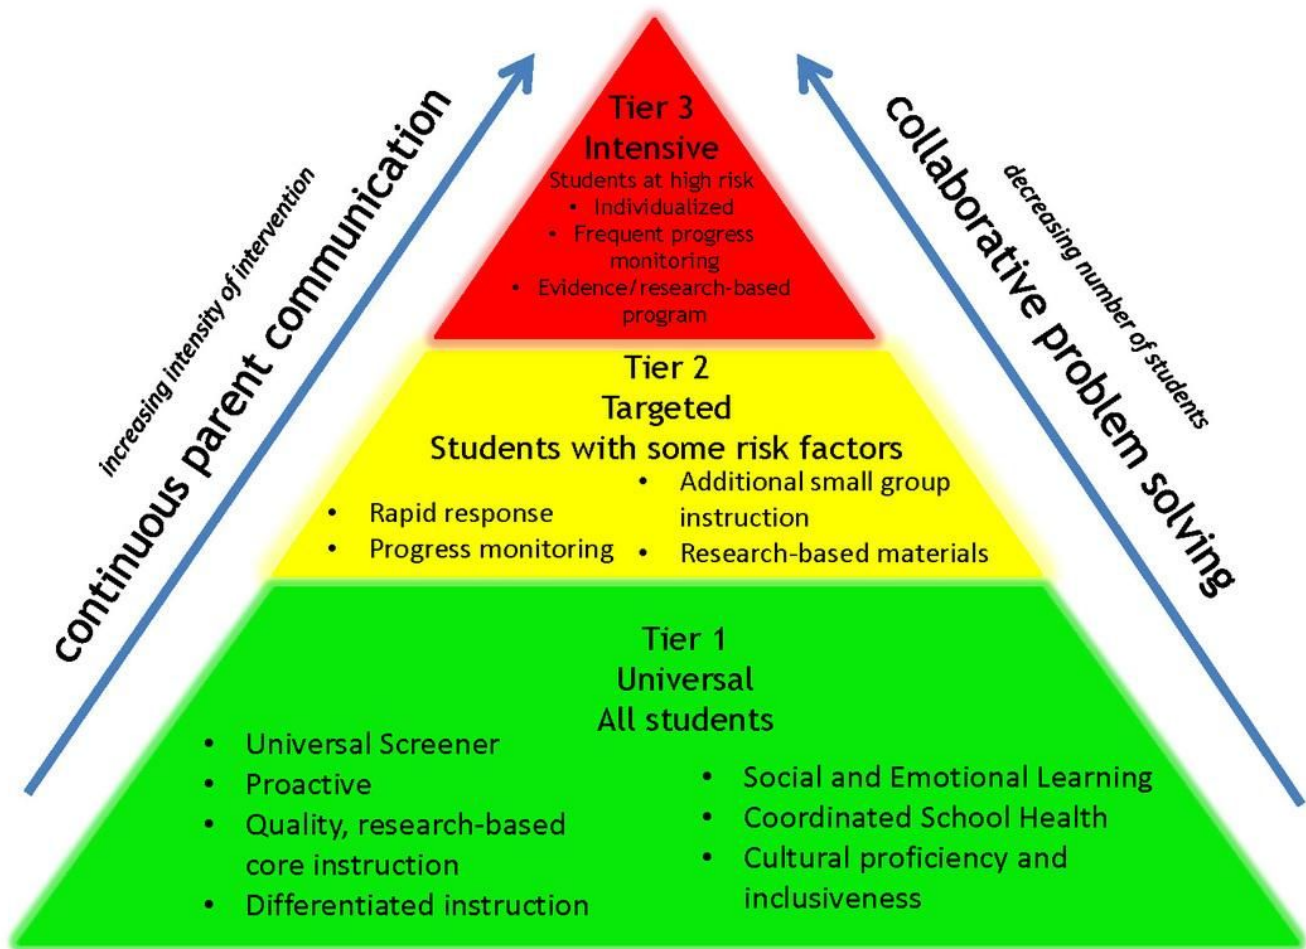 Tier 3
Intensive
Students at high risk
• Individualized
• Frequent progress
monitoring
• Evidence/research-based
program
continuous parent communication
increasing intensity of intervention
collaborative problem solving
decreasing number of students
Tier 2
Targeted
Students with some risk factors
• Rapid response
• Progress monitoring
• Additional small group
instruction
• Research-based materials
Tier 1
Universal
All students
• Universal Screener
• Proactive
• Quality, research-based
core instruction
• Differentiated instruction
• Social and Emotional Learning
• Coordinated School Health
• Cultural proficiency and
inclusiveness